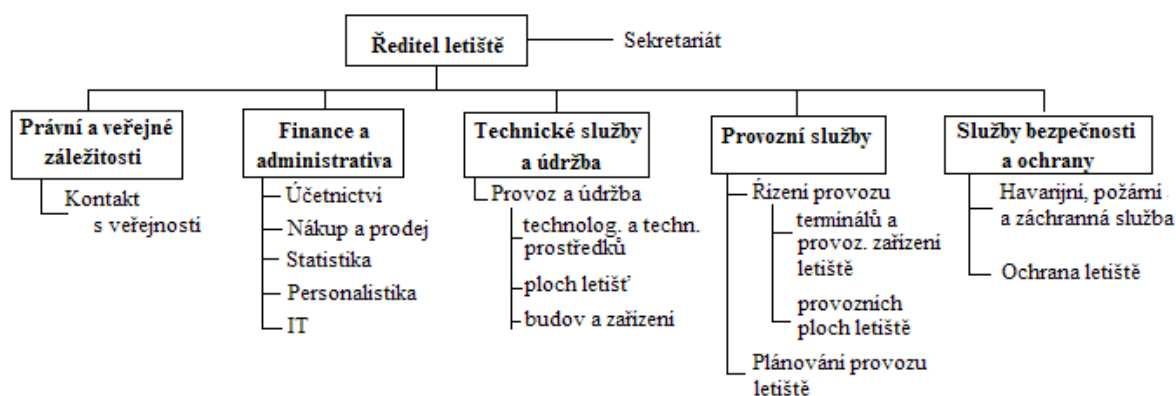 Ředitel letiště
Sekretariát
Právní a veřejné
záležitosti
Kontakt
s veřejností
Finance a
administrativa
Účetnictví
Nákup a prodej
Statistika
Personalistika
IT
Technické služby
a údržba
Provoz a údržba
technolog. a techn.
prostředků
ploch letišť
budov a zařízení
Provozní služby
Řízení provozu
terminálů a
provoz. zařízení
letiště
provozních
ploch letiště
Plánování provozu
letiště
Služby bezpečnosti
a ochrany
Havarijní, požární
a záchranná služba
Ochrana letiště